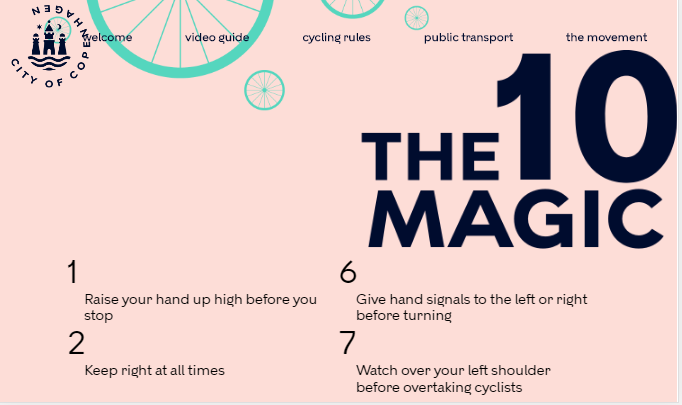 CITY OF COPENHAGEN
welcome
video guide
cycling rules
public transport
the movement
THE 10
MAGIC
1
Raise your hand up high before you
stop
2
Keep right at all times
6
Give hand signals to the left or right
before turning
7
Watch over your left shoulder
before overtaking cyclists